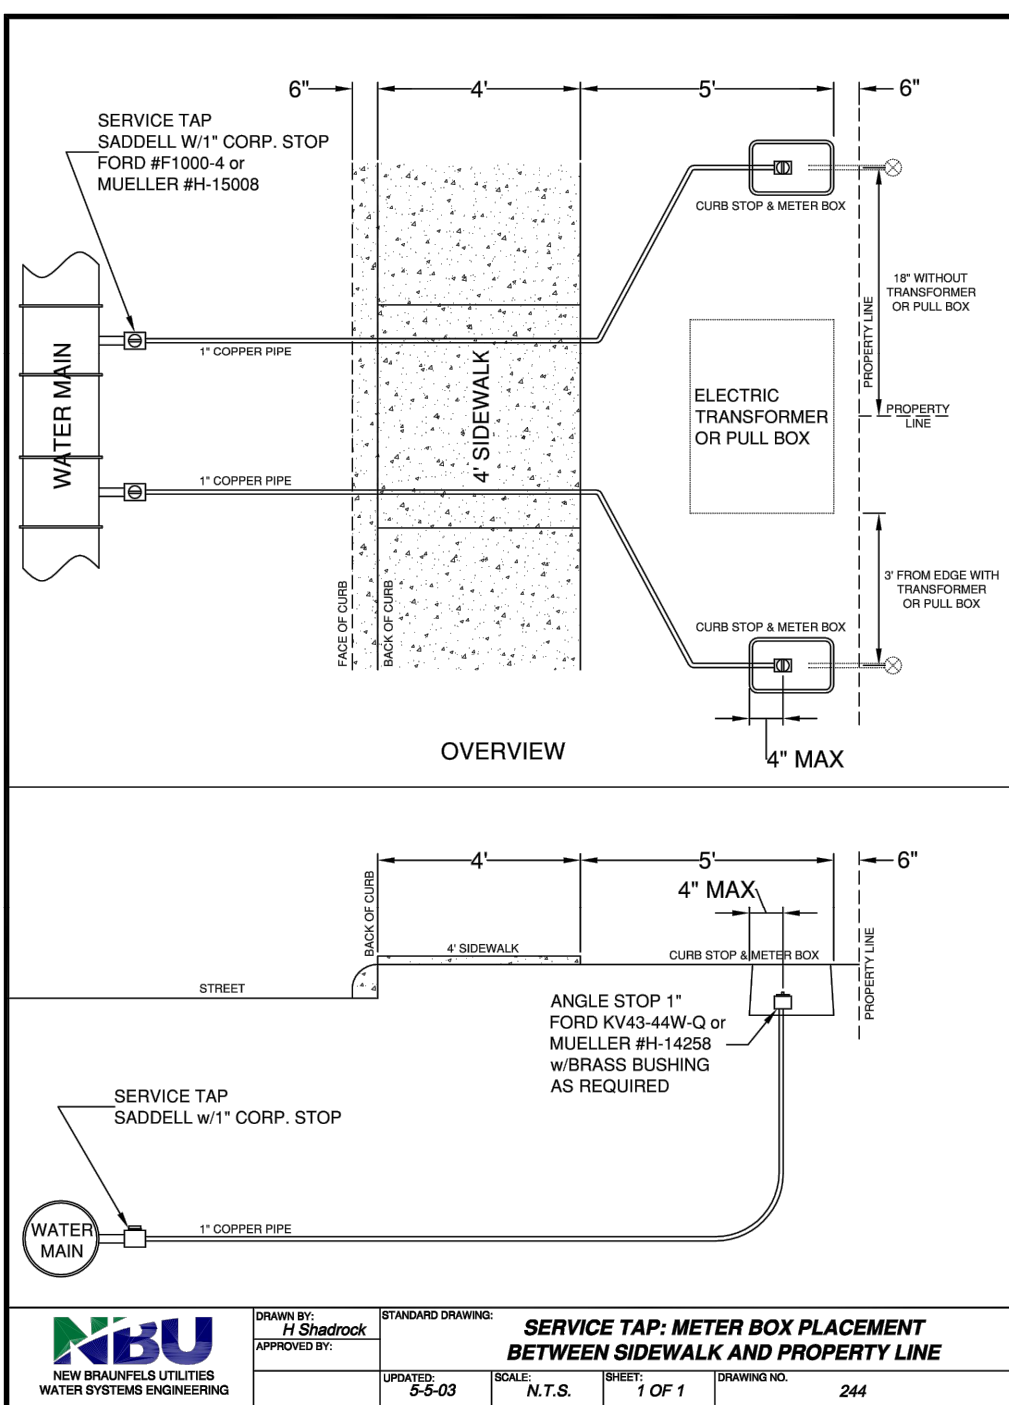 6"
4'
5'
6"
SERVICE TAP
SADDELL W/1" CORP. STOP
FORD #F1000-4 or
MUELLER #H-15008
CURB STOP & METER BOX
18" WITHOUT
TRANSFORMER
OR PULL BOX
PROPERTY LINE
1" COPPER PIPE
WATER MAIN
4' SIDEWALK
ELECTRIC
TRANSFORMER
OR PULL BOX
PROPERTY
LINE
1" COPPER PIPE
3' FROM EDGE WITH
TRANSFORMER
OR PULL BOX
FACE OF CURB
BACK OF CURB
CURB STOP & METER BOX
OVERVIEW
4" MAX
4'
5'
6"
4" MAX
BACK OF CURB
4' SIDEWALK
CURB STOP & METER BOX
PROPERTY LINE
STREET
ANGLE STOP 1"
FORD KV43-44W-Q or
MUELLER #H-14258
w/BRASS BUSHING
AS REQUIRED
SERVICE TAP
SADDELL w/1" CORP. STOP
WATER
MAIN
1" COPPER PIPE
NBU
NEW BRAUNFELS UTILITIES
WATER SYSTEMS ENGINEERING
DRAWN BY:
H Shadrock
APPROVED BY:
STANDARD DRAWING:
SERVICE TAP: METER BOX PLACEMENT
BETWEEN SIDEWALK AND PROPERTY LINE
UPDATED:
5-5-03
SCALE:
N.T.S.
SHEET:
1 OF 1
DRAWING NO.
244